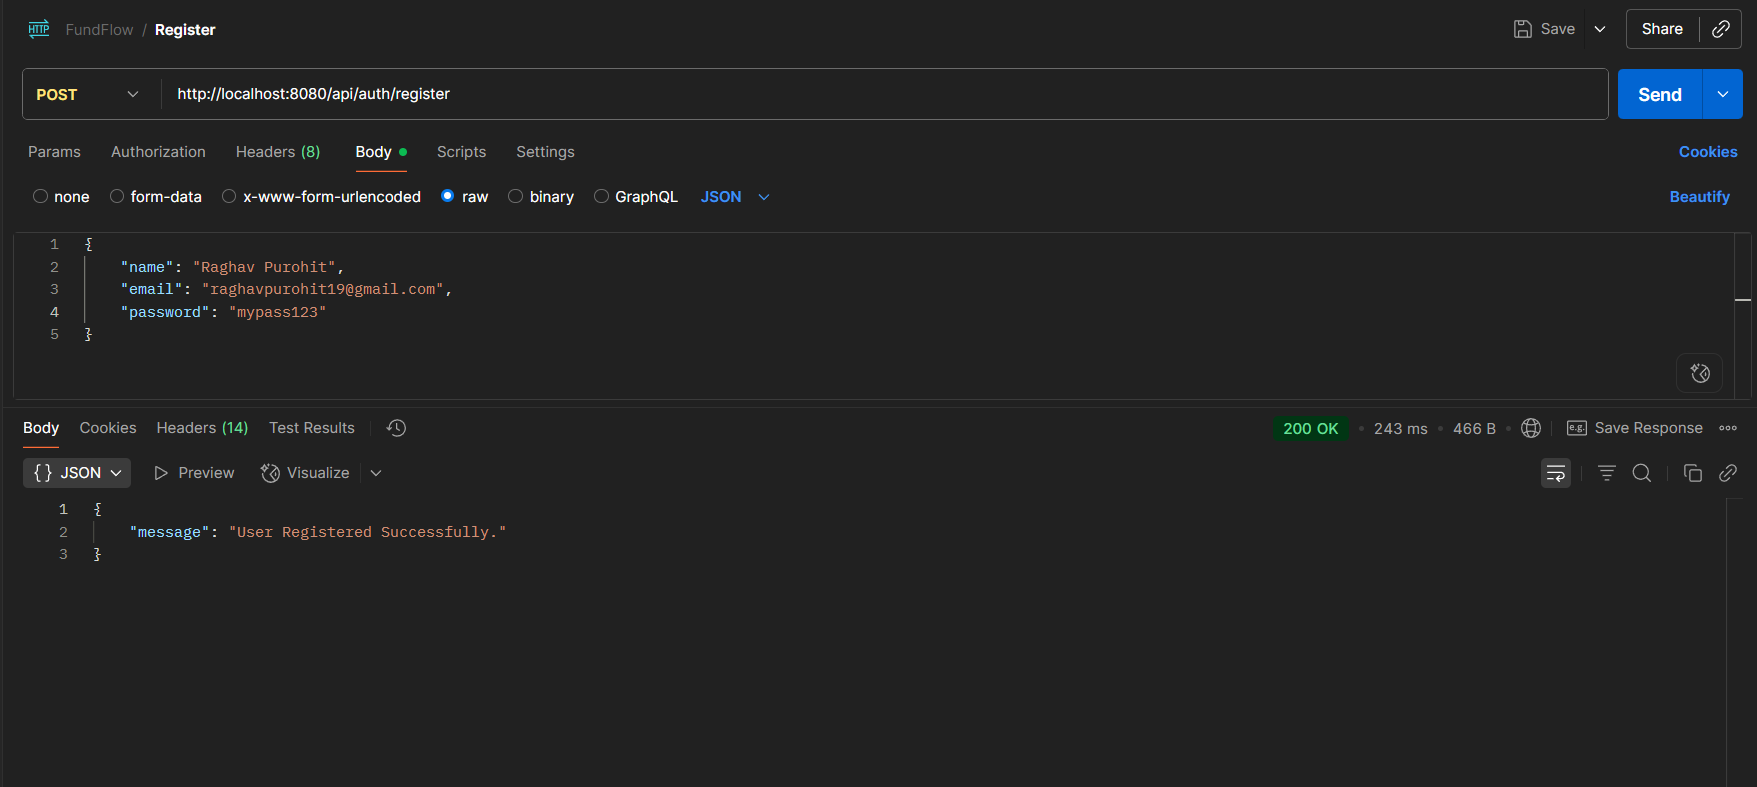 HTTP FundFlow / Register Save Share
POST http://localhost:8080/api/auth/register Send
Params Authorization Headers (8) Body Scripts Settings Cookies
none form-data x-www-form-urlencoded raw binary GraphQL JSON Beautify
1 {
2 "name": "Raghav Purohit",
3 "email": "raghavpurohit19@gmail.com",
4 "password": "mypass123"
5 }
Body Cookies Headers (14) Test Results 200 OK • 243 ms • 466 B • e.g. Save Response
{} JSON Preview Visualize
1 {
2 "message": "User Registered Successfully."
3 }